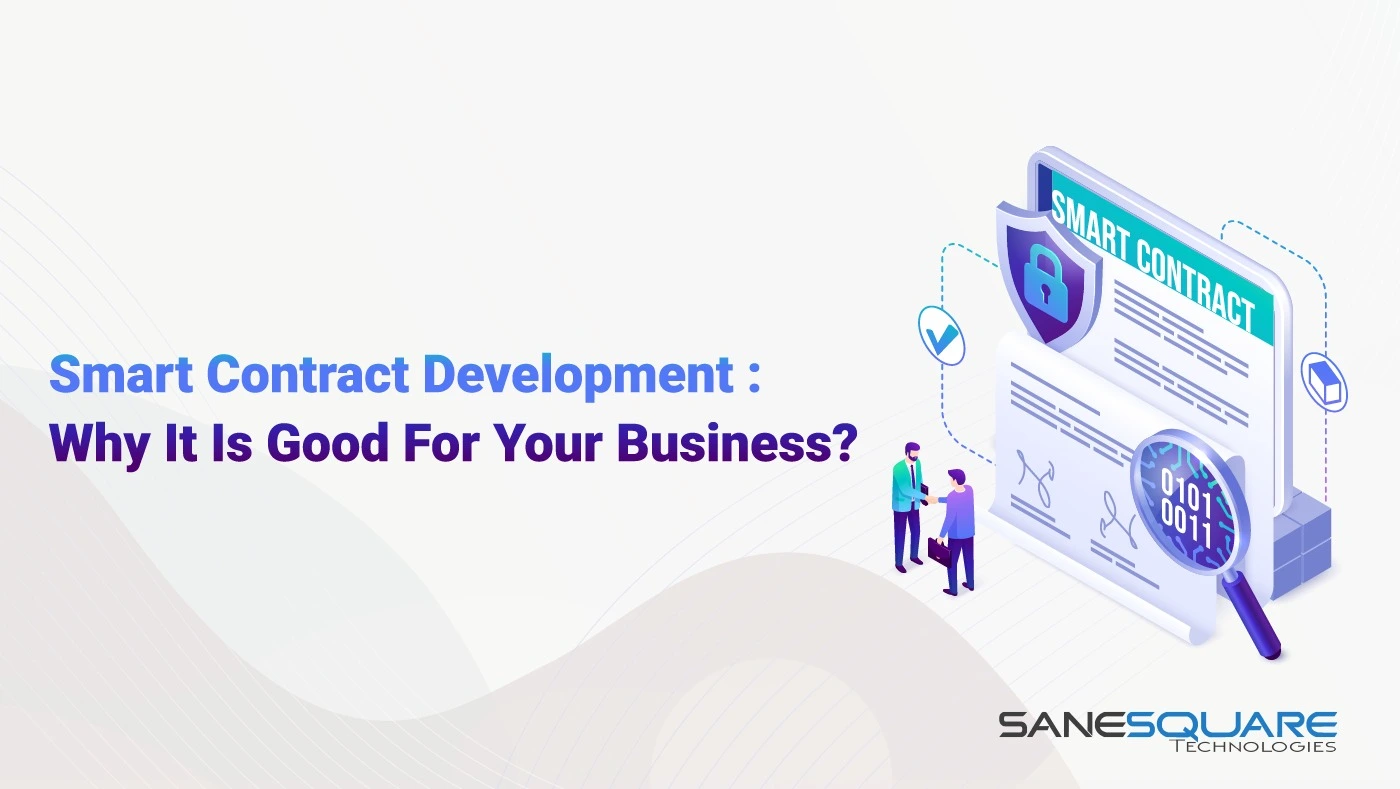 Smart Contract Development :
Why It Is Good For Your Business?
SMART CONTRACT
0101
0011
SANESQUARE
TECHNOLOGIES